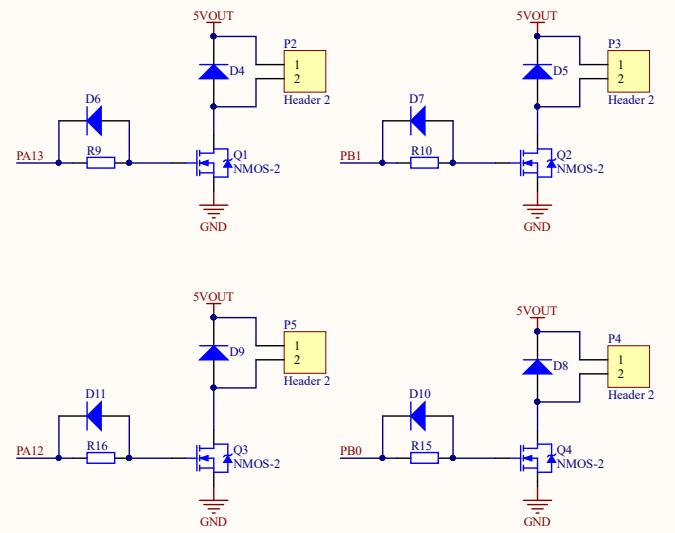 5VOUT
P2
1
2
D4
Header 2
D6
R9
PA13
Q1
NMOS-2
GND
5VOUT
P3
1
2
D5
Header 2
D7
R10
PB1
Q2
NMOS-2
GND
5VOUT
P5
1
2
D9
Header 2
D11
R16
PA12
Q3
NMOS-2
GND
5VOUT
P4
1
2
D8
Header 2
D10
R15
PB0
Q4
NMOS-2
GND